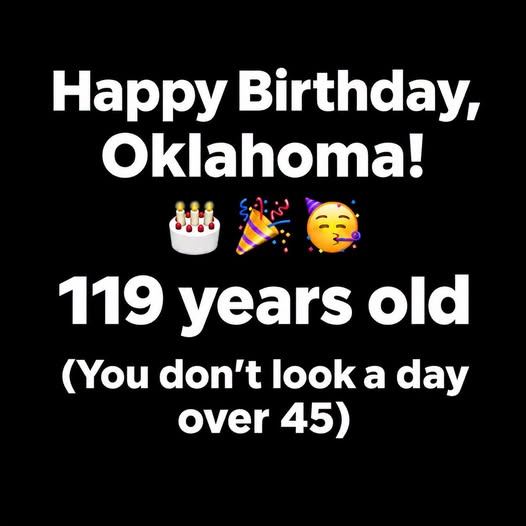 Happy Birthday,
Oklahoma!
🎂🎉🥳
119 years old
(You don't look a day
over 45)